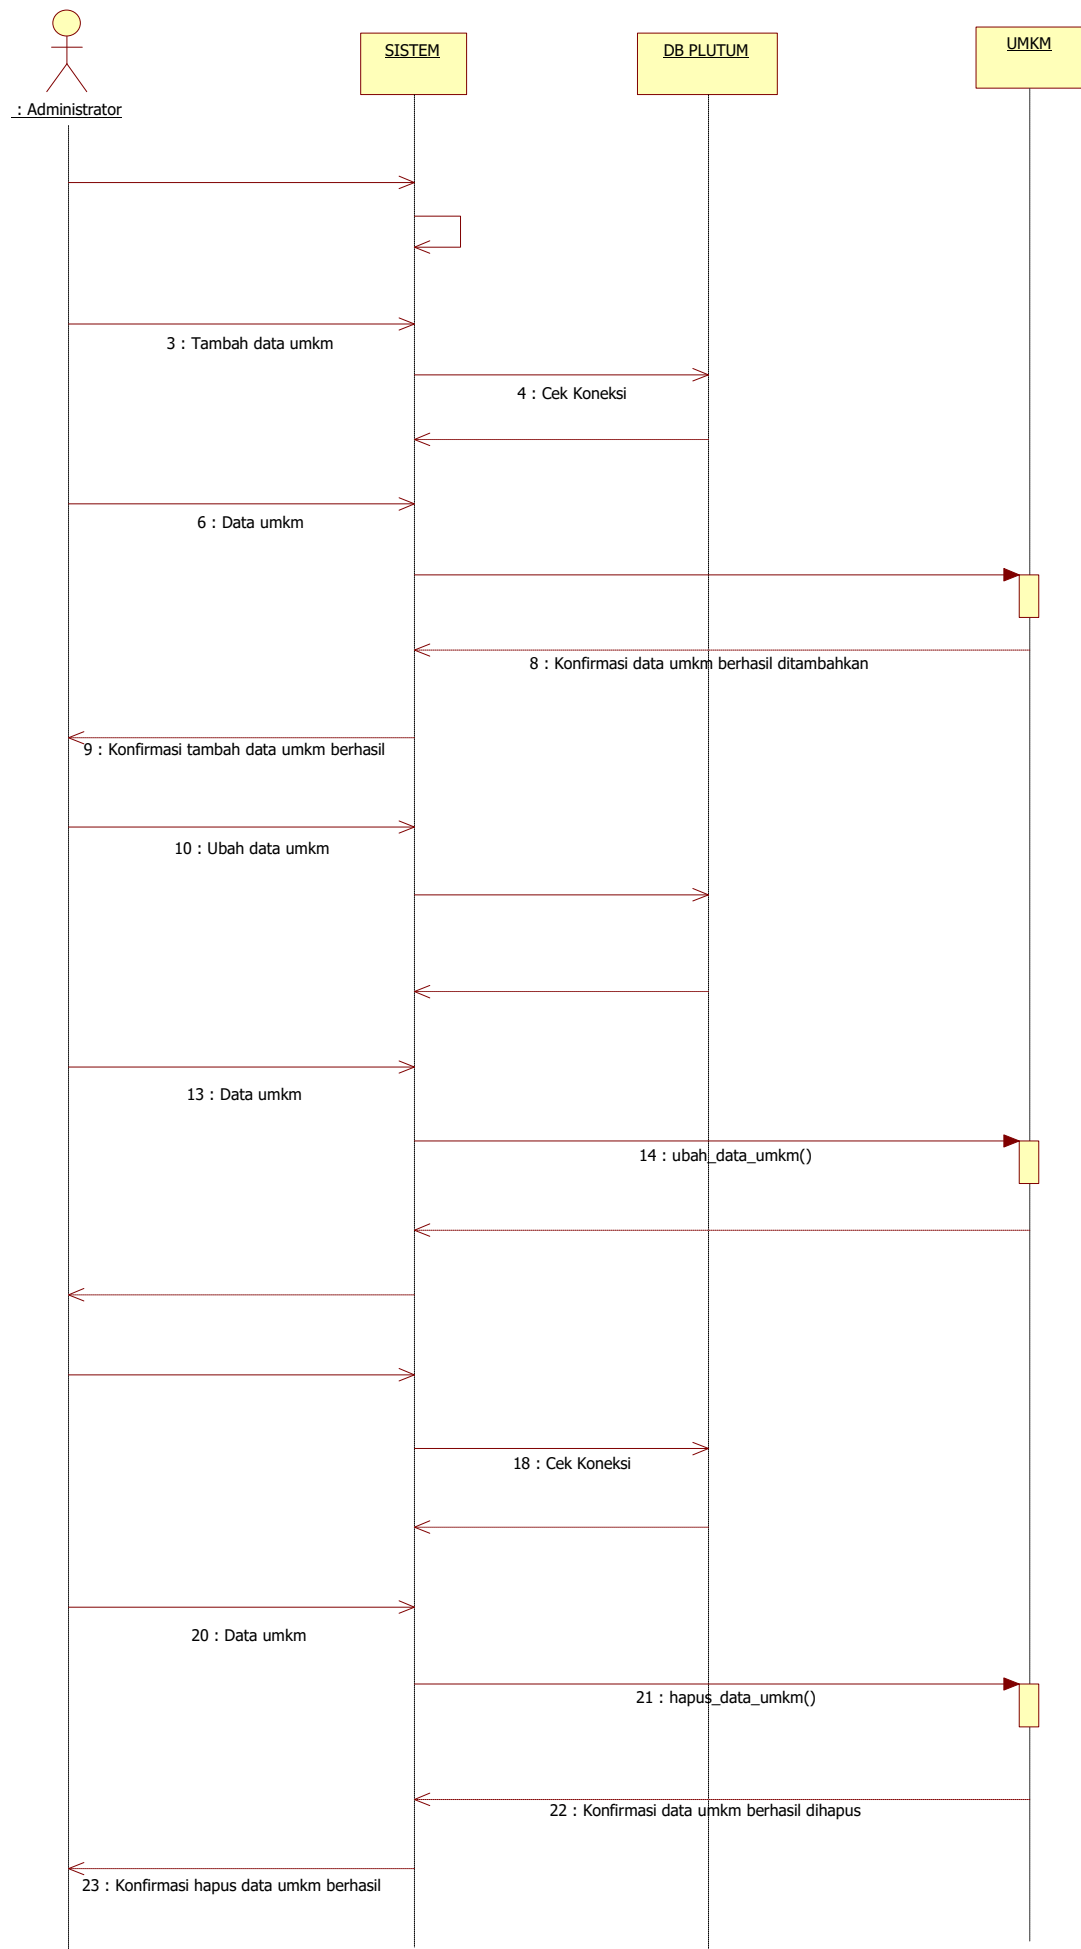 SISTEM
DB PLUTUM
UMKM
: Administrator
3 : Tambah data umkm
4 : Cek Koneksi
6 : Data umkm
8 : Konfirmasi data umkm berhasil ditambahkan
9 : Konfirmasi tambah data umkm berhasil
10 : Ubah data umkm
13 : Data umkm
14 : ubah_data_umkm()
18 : Cek Koneksi
20 : Data umkm
21 : hapus_data_umkm()
22 : Konfirmasi data umkm berhasil dihapus
23 : Konfirmasi hapus data umkm berhasil